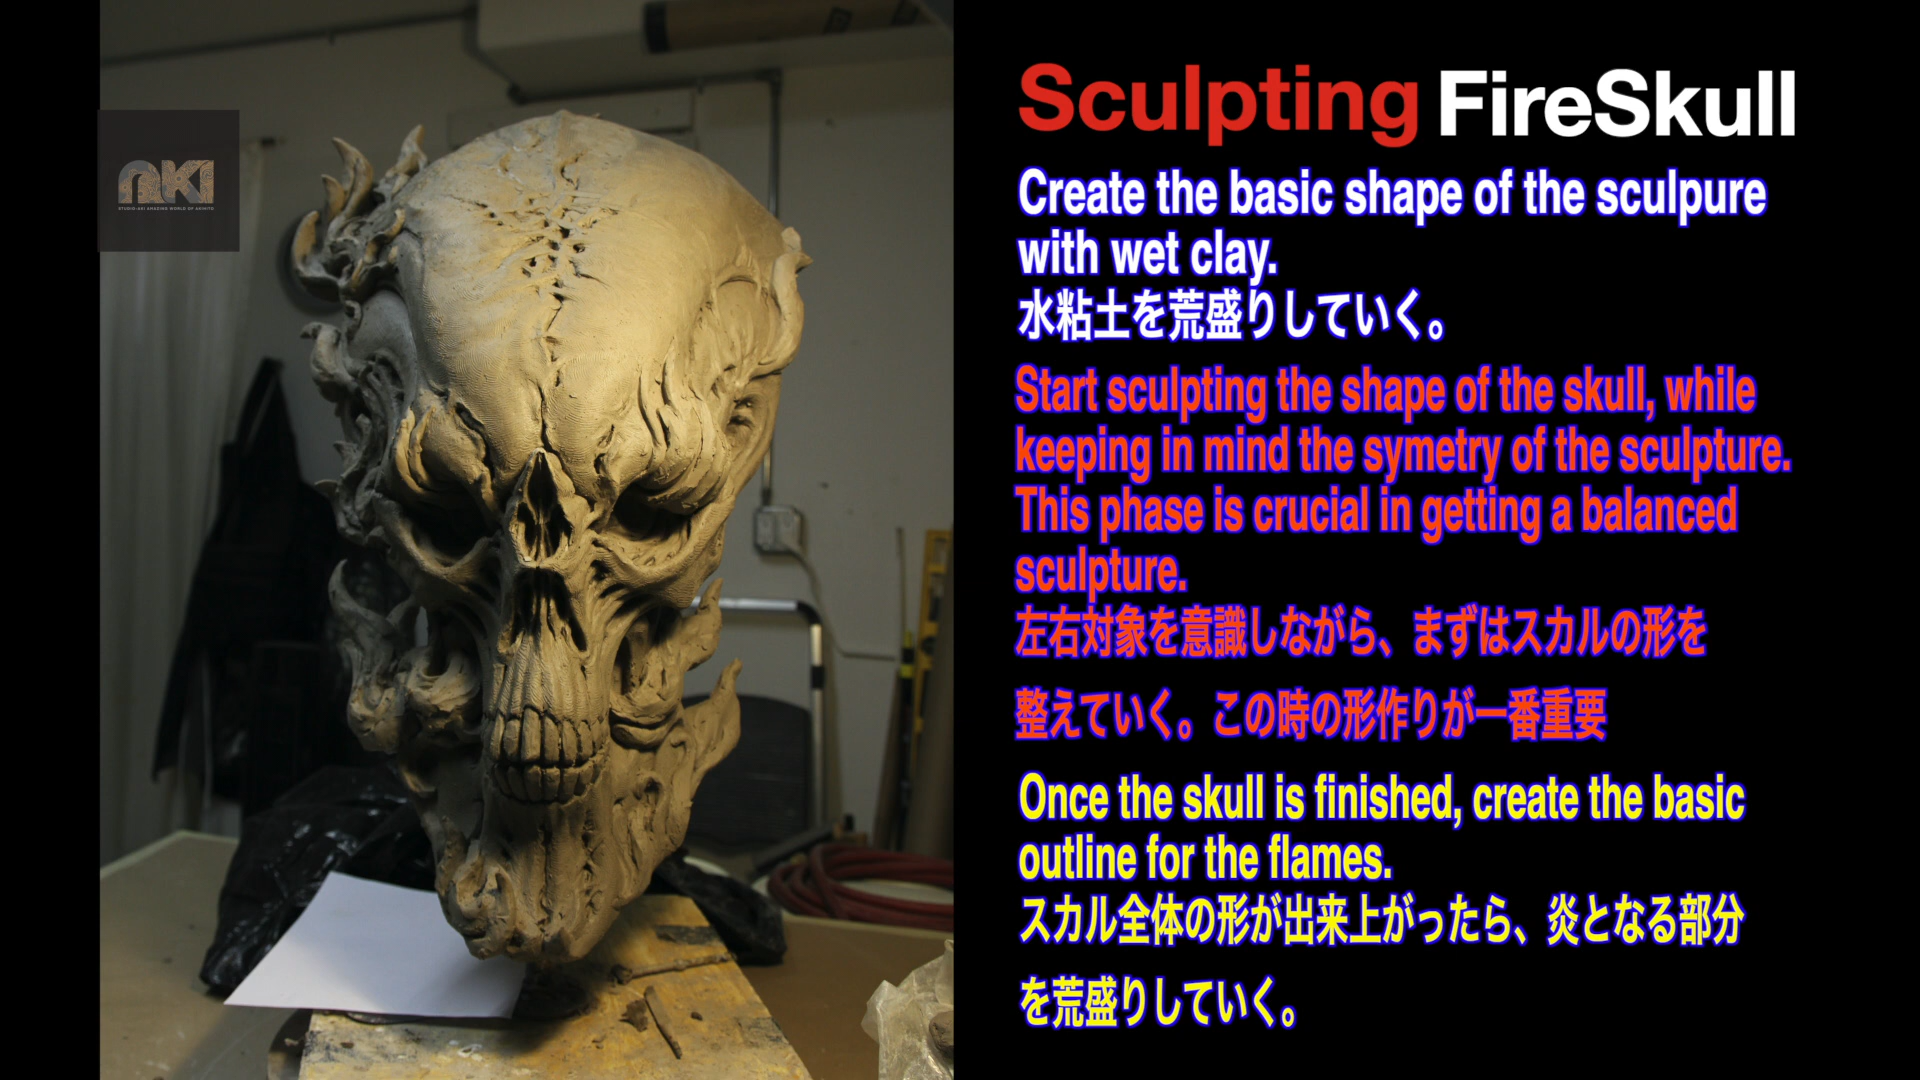 AKI
STUDIO-AKI AMAZING WORLD OF AKIHITO
Sculpting FireSkull
Create the basic shape of the sculpure
with wet clay.
水粘土を荒盛りしていく。
Start sculpting the shape of the skull, while
keeping in mind the symetry of the sculpture.
This phase is crucial in getting a balanced
sculpture.
左右対象を意識しながら、まずはスカルの形を
整えていく。この時の形作りが一番重要
Once the skull is finished, create the basic
outline for the flames.
スカル全体の形が出来上がったら、炎となる部分
を荒盛りしていく。